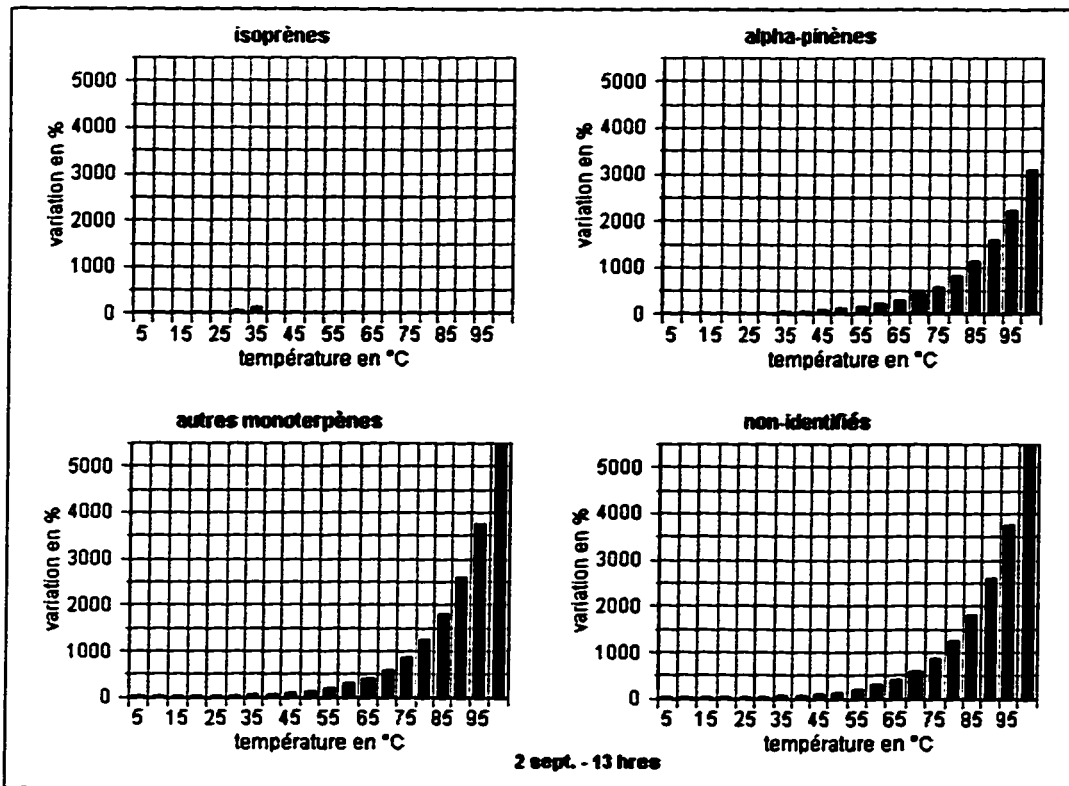 isoprènes
variation en %
5000
4000
3000
2000
1000
0
5 15 25 35 45 55 65 75 85 95
température en °C
alpha-pinènes
variation en %
5000
4000
3000
2000
1000
0
5 15 25 35 45 55 65 75 85 95
température en °C
autres monoterpènes
variation en %
5000
4000
3000
2000
1000
0
5 15 25 35 45 55 65 75 85 95
température en °C
non-identifiés
variation en %
5000
4000
3000
2000
1000
0
5 15 25 35 45 55 65 75 85 95
température en °C
2 sept. - 13 hres